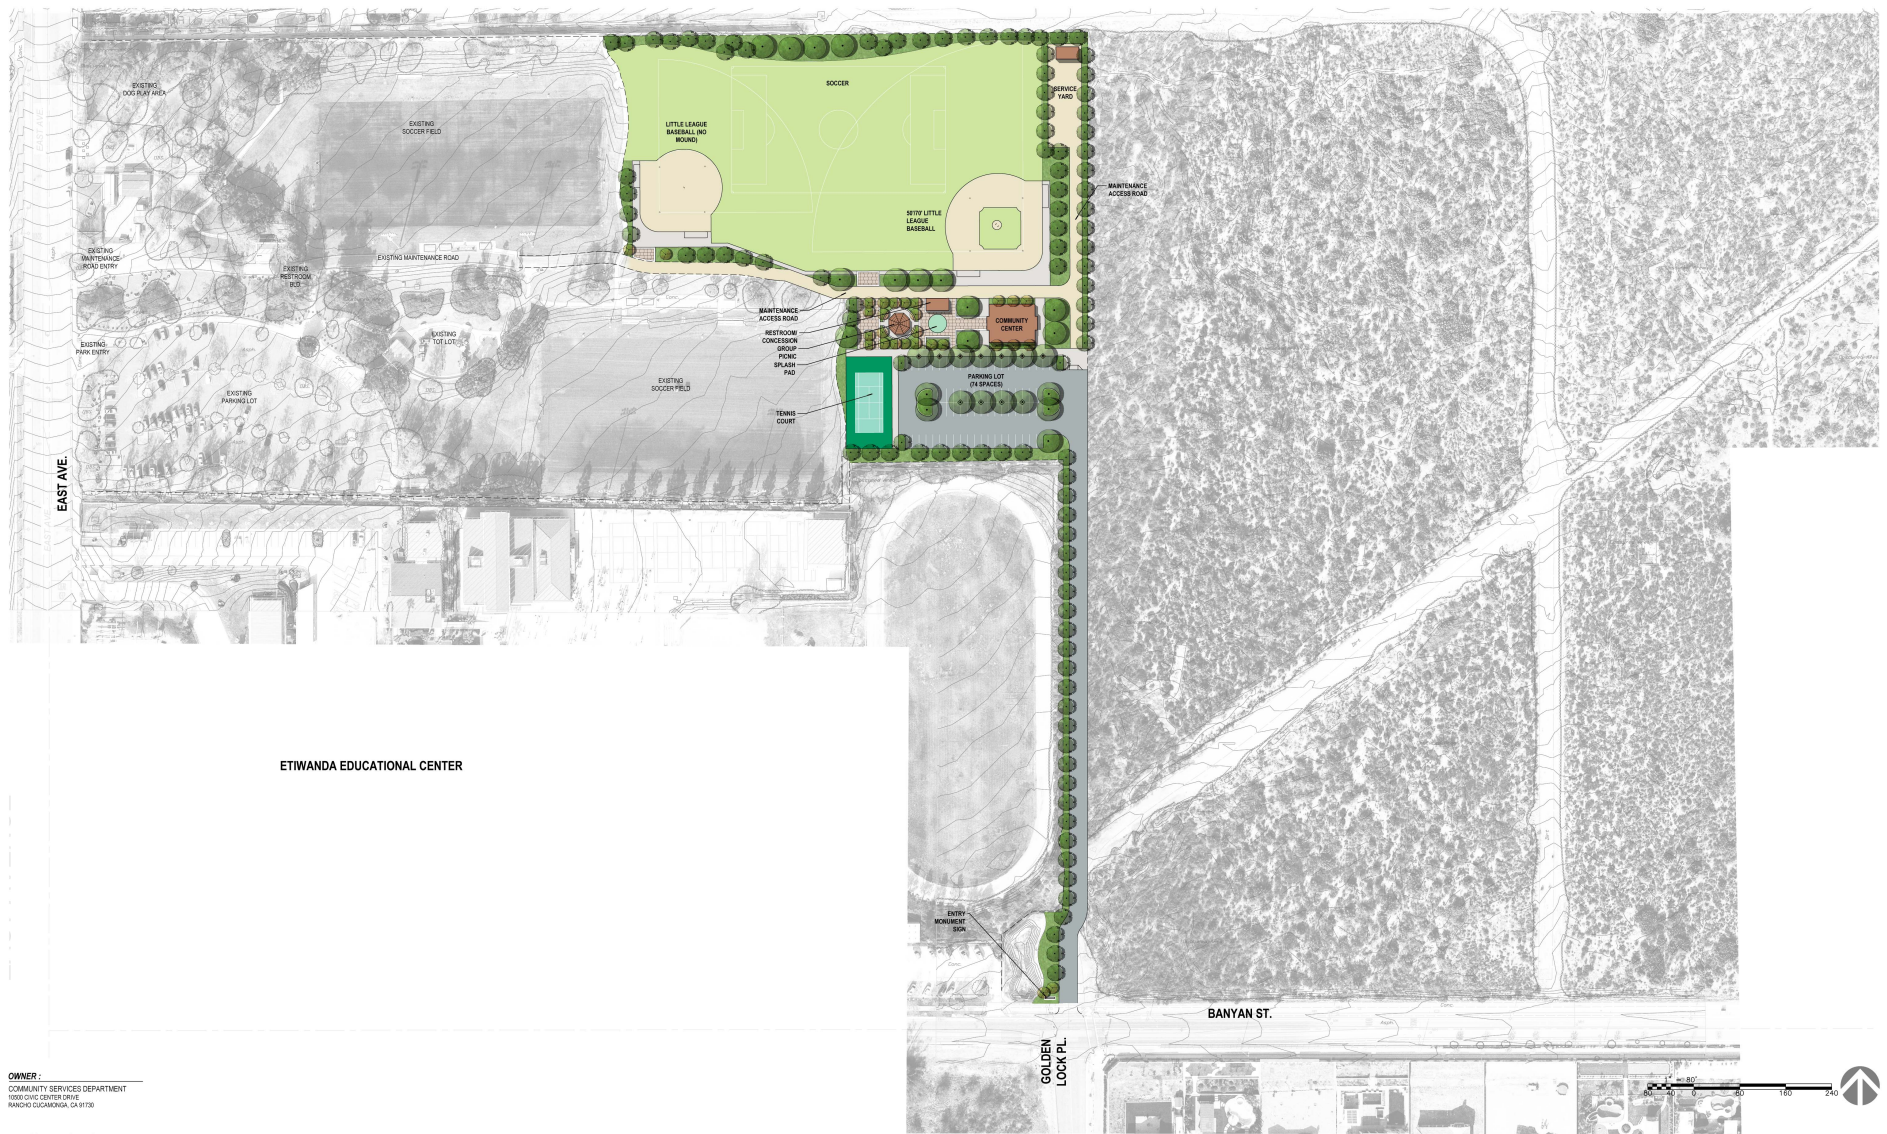 SOCCER
SERVICE
YARD
EXISTING
DOG PLAY AREA
EXISTING
SOCCER FIELD
LITTLE LEAGUE
BASEBALL (NO
MOUND)
MAINTENANCE
ACCESS ROAD
50'/70' LITTLE
LEAGUE
BASEBALL
EXISTING
MAINTENANCE
ROAD ENTRY
EXISTING
RESTROOM
BLD.
EXISTING MAINTENANCE ROAD
MAINTENANCE
ACCESS ROAD
RESTROOM/
CONCESSION
GROUP
PICNIC
SPLASH
PAD
COMMUNITY
CENTER
EXISTING
TOT LOT
EXISTING
PARK ENTRY
EXISTING
PARKING LOT
EXISTING
SOCCER FIELD
PARKING LOT
(74 SPACES)
TENNIS
COURT
EAST AVE.
ETIWANDA EDUCATIONAL CENTER
ENTRY
MONUMENT
SIGN
BANYAN ST.
GOLDEN
LOCK PL.
OWNER :
COMMUNITY SERVICES DEPARTMENT
10500 CIVIC CENTER DRIVE
RANCHO CUCAMONGA, CA 91730
80 40 0 80 160 240